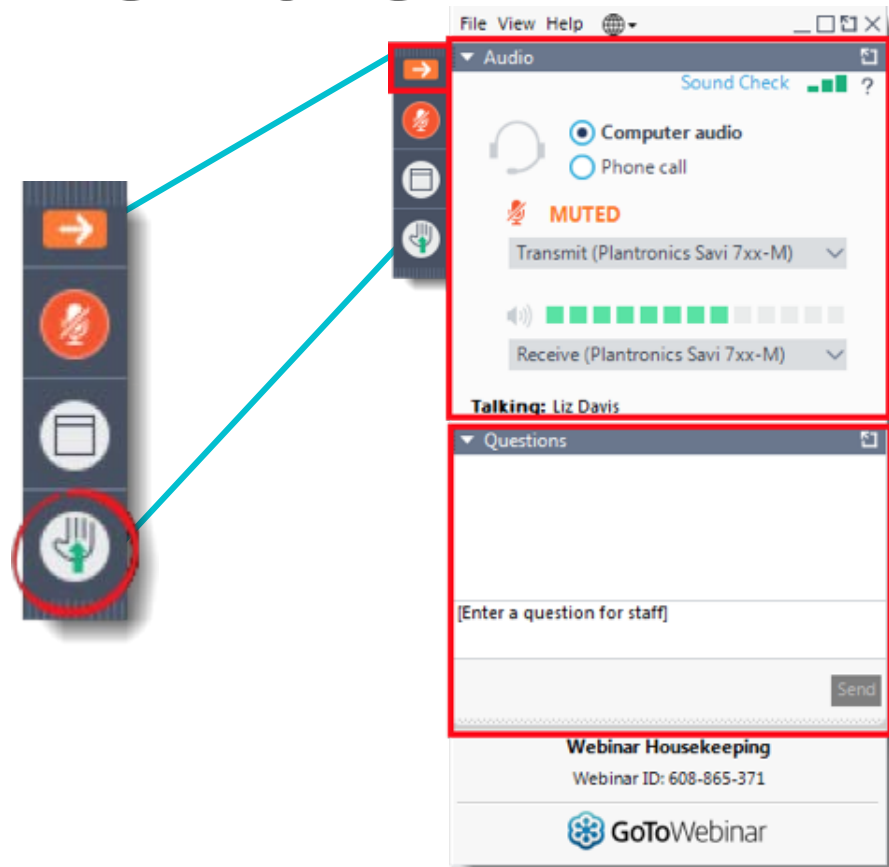 File View Help
Audio
Sound Check ?
Computer audio
Phone call
MUTED
Transmit (Plantronics Savi 7xx-M)
Receive (Plantronics Savi 7xx-M)
Talking: Liz Davis
Questions
[Enter a question for staff]
Send
Webinar Housekeeping
Webinar ID: 608-865-371
GoToWebinar